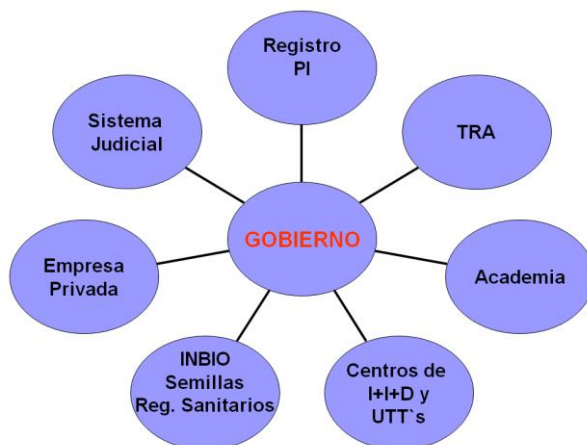 Registro
PI
Sistema
Judicial
TRA
GOBIERNO
Empresa
Privada
Academia
INBIO
Semillas
Reg. Sanitarios
Centros de
I+I+D y
UTT`s